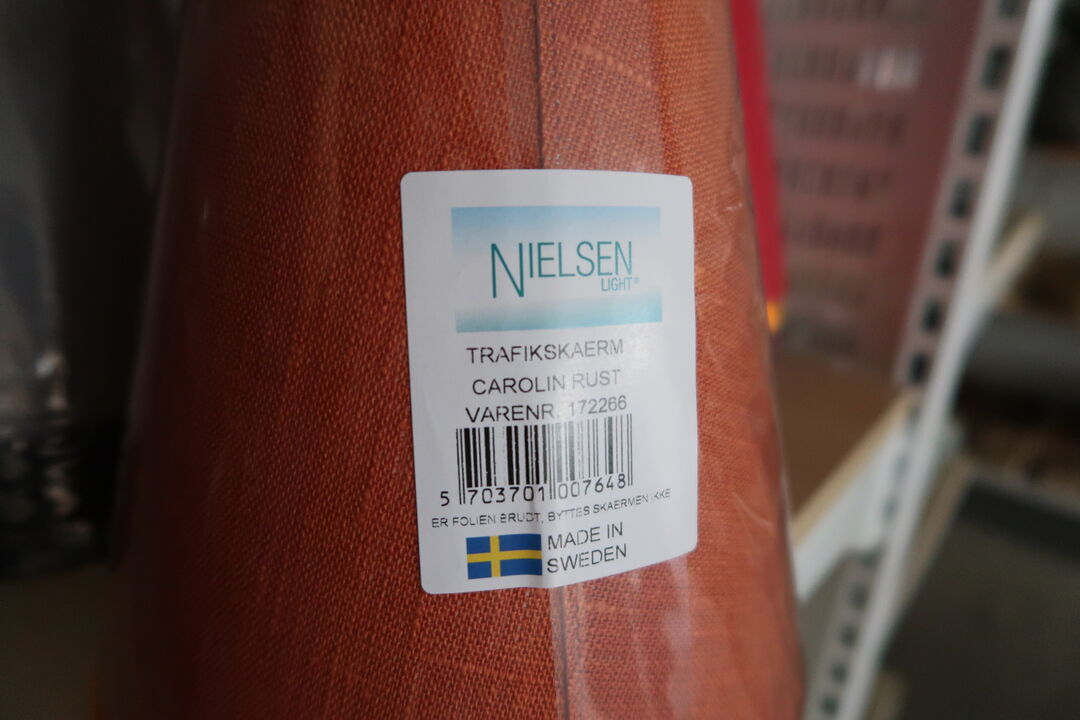 NIELSEN
LIGHT®
TRAFIKSKAERM
CAROLIN RUST
VARENR. 172266
5 703701 007648
ER FOLIEN BRUDT, BYTTES SKAERMEN IKKE
MADE IN
SWEDEN